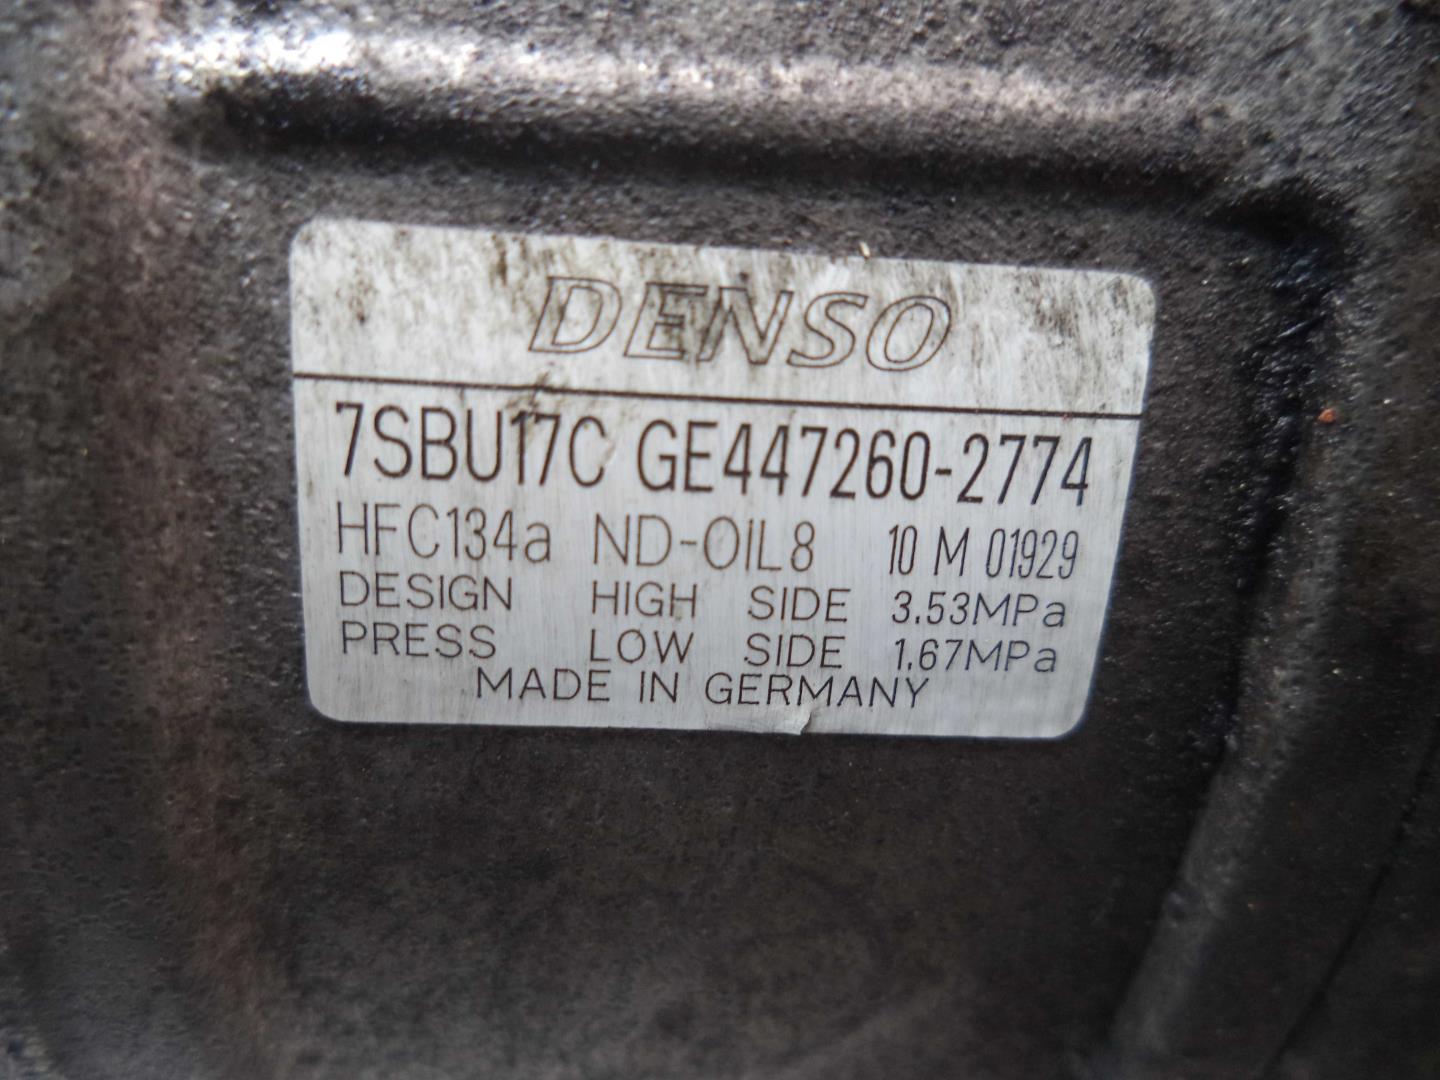 DENSO
7SBU17C GE447260-2774
HFC134a ND-OIL8 10 M 01929
DESIGN HIGH SIDE 3.53MPa
PRESS LOW SIDE 1.67MPa
MADE IN GERMANY